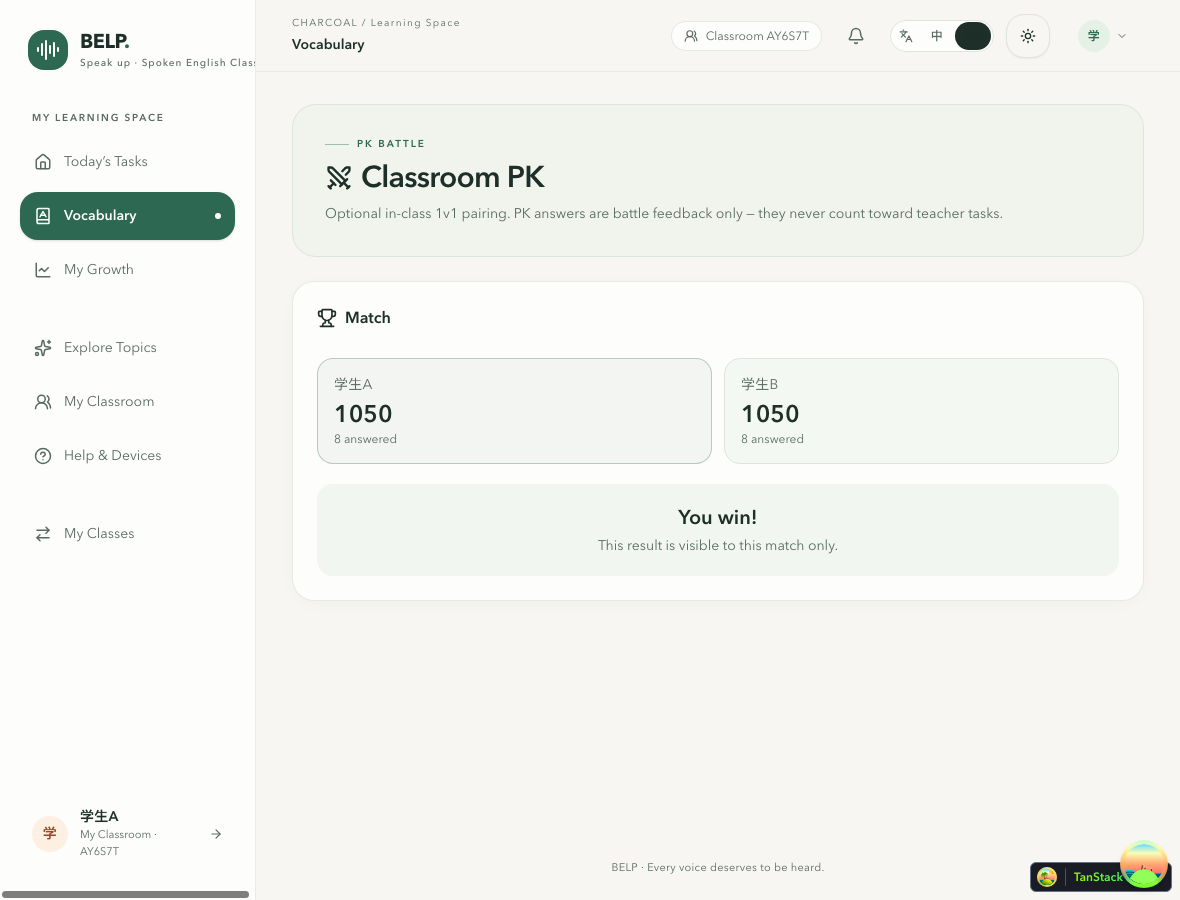 BELP.
Speak up · Spoken English Clas
MY LEARNING SPACE
Today's Tasks
Vocabulary
My Growth
Explore Topics
My Classroom
Help & Devices
My Classes
学生A
学
My Classroom ·
AY6S7T
CHARCOAL / Learning Space
Vocabulary
Classroom AY6S7T
中
学
PK BATTLE
Classroom PK
Optional in-class 1v1 pairing. PK answers are battle feedback only – they never count toward teacher tasks.
Match
学生A
1050
8 answered
学生B
1050
8 answered
You win!
This result is visible to this match only.
BELP · Every voice deserves to be heard.
TanStack